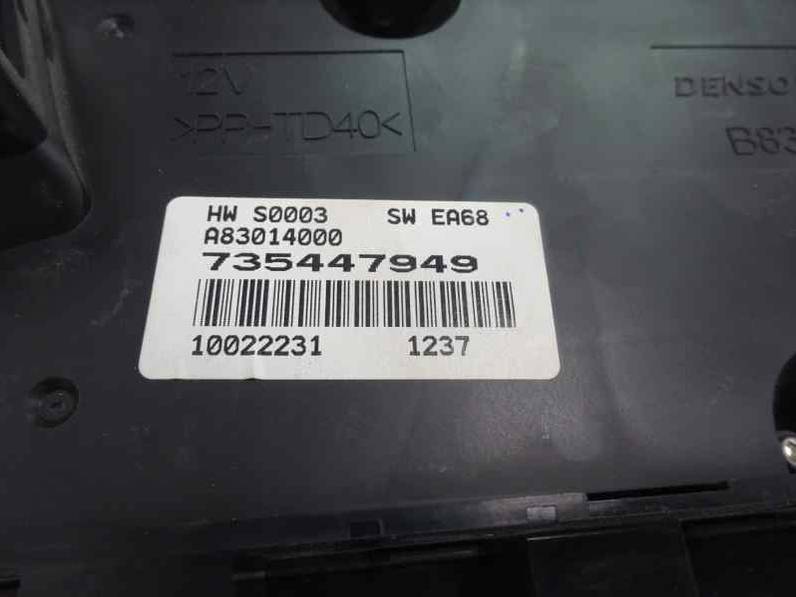 12V
>PP-TD40<
DENSO
B83
HW S0003 SW EA68
A83014000
735447949
10022231 1237